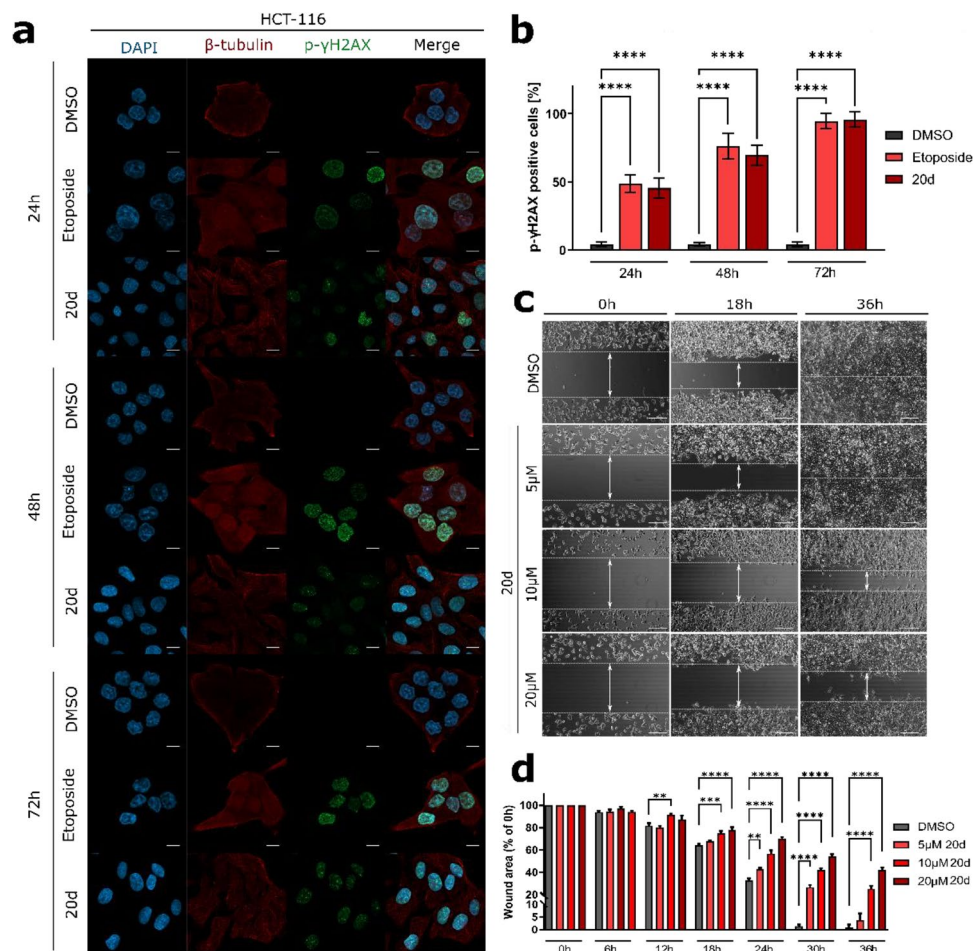 a
HCT-116
DAPI β-tubulin p-γH2AX Merge
24h
DMSO
Etoposide
20d
48h
DMSO
Etoposide
20d
72h
DMSO
Etoposide
20d
b
p-γH2AX positive cells [%]
100
50
0
**** **** ****
**** **** ****
24h 48h 72h
DMSO
Etoposide
20d
c
0h 18h 36h
DMSO
20d
5µM
10µM
20µM
d
Wound area (% of 0h)
100
80
60
40
20
5
0
**** **** **** ****
** *** **** **** ****
** ****
0h 6h 12h 18h 24h 30h 36h
DMSO
5µM 20d
10µM 20d
20µM 20d